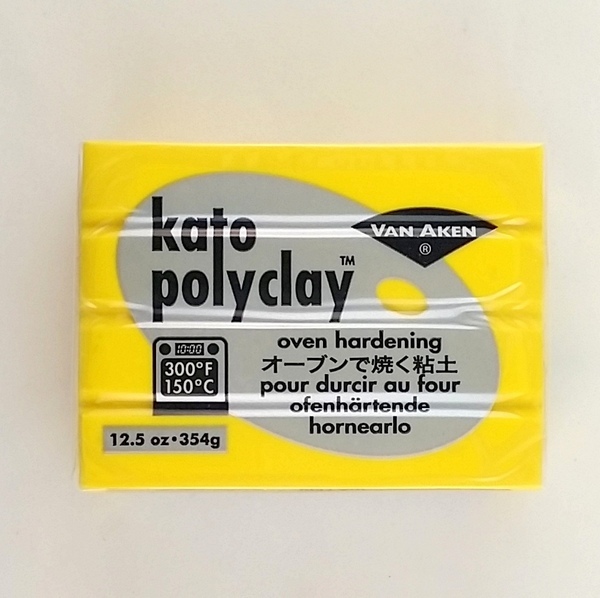 kato
polyclay™
VAN AKEN
®
10:00
300°F
150°C
oven hardening
オーブンで焼く粘土
pour durcir au four
ofenhärtende
hornearlo
12.5 oz•354g